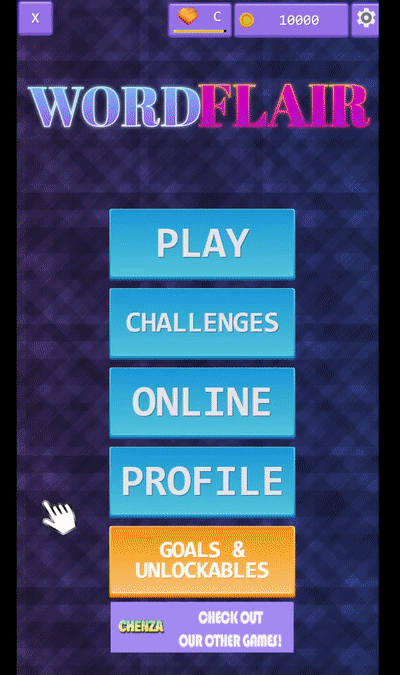 X
C
10000
WORDFLAIR
PLAY
CHALLENGES
ONLINE
PROFILE
GOALS &
UNLOCKABLES
CHENZA
CHECK OUT
OUR OTHER GAMES!